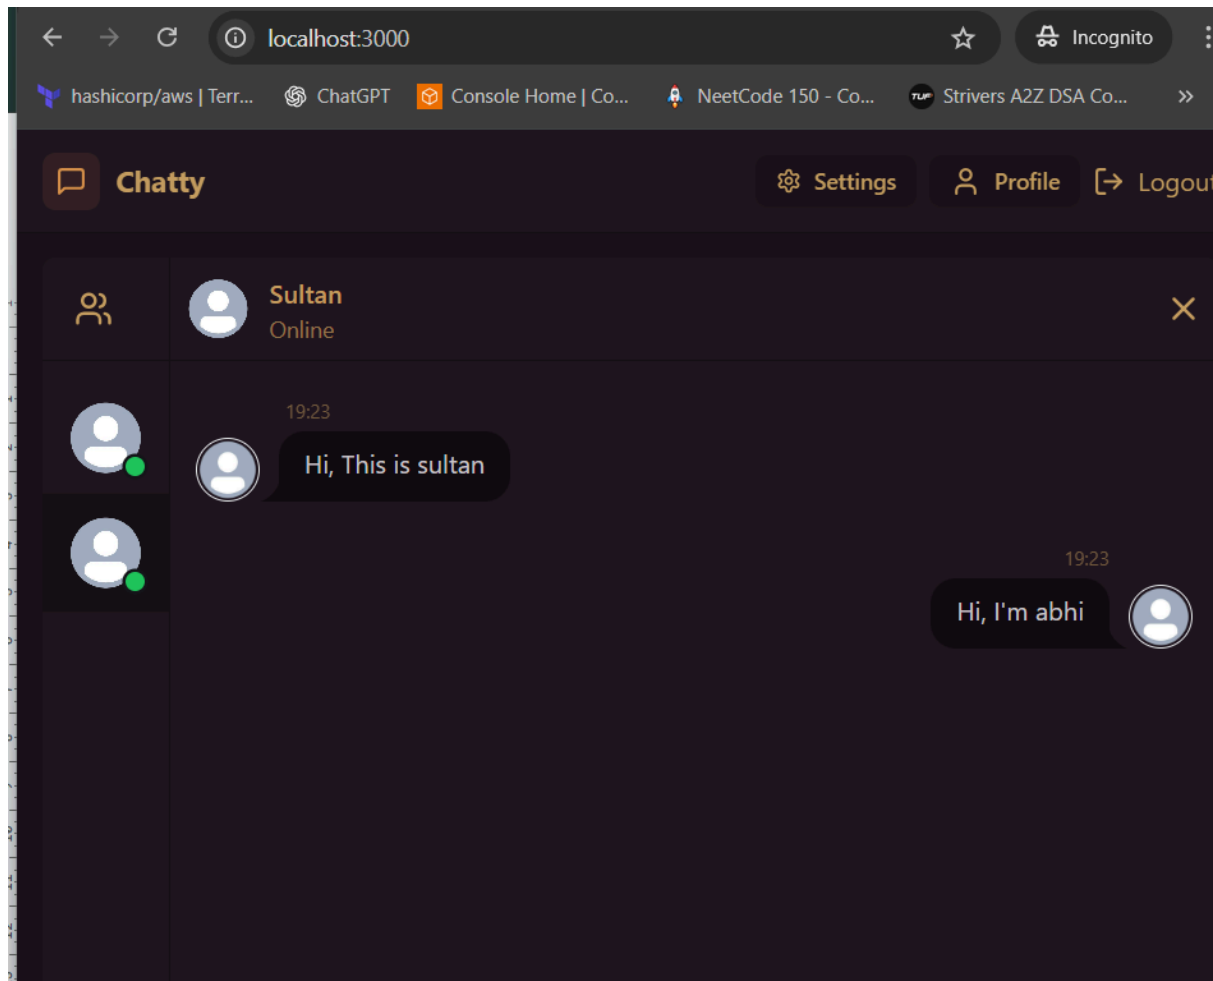 localhost:3000
Incognito
hashicorp/aws | Terr...
ChatGPT
Console Home | Co...
NeetCode 150 - Co...
TUF
Strivers A2Z DSA Co...
Chatty
Settings
Profile
Logout
Sultan
Online
19:23
Hi, This is sultan
19:23
Hi, I'm abhi